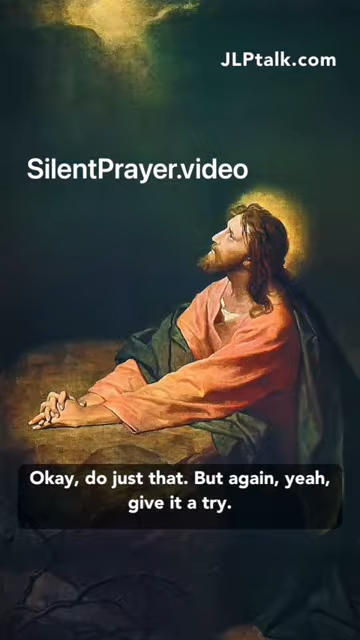 JLPtalk.com
SilentPrayer.video
Okay, do just that. But again, yeah,
give it a try.